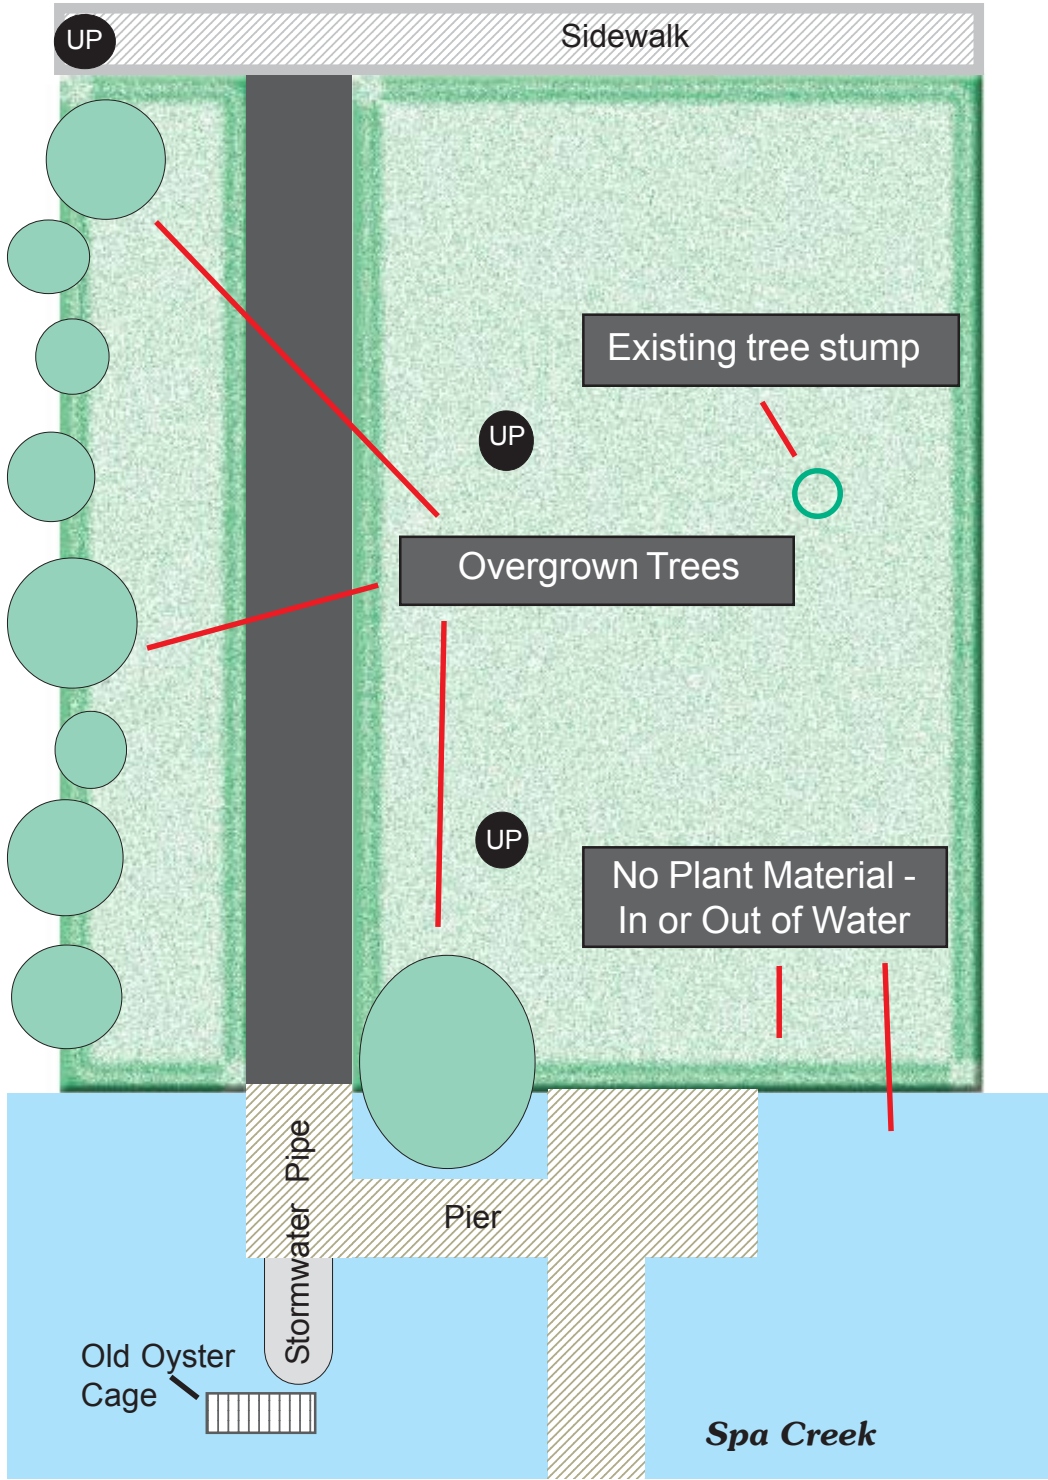 UP
Sidewalk
Existing tree stump
UP
Overgrown Trees
UP
No Plant Material -
In or Out of Water
Stormwater Pipe
Pier
Old Oyster
Cage
Spa Creek